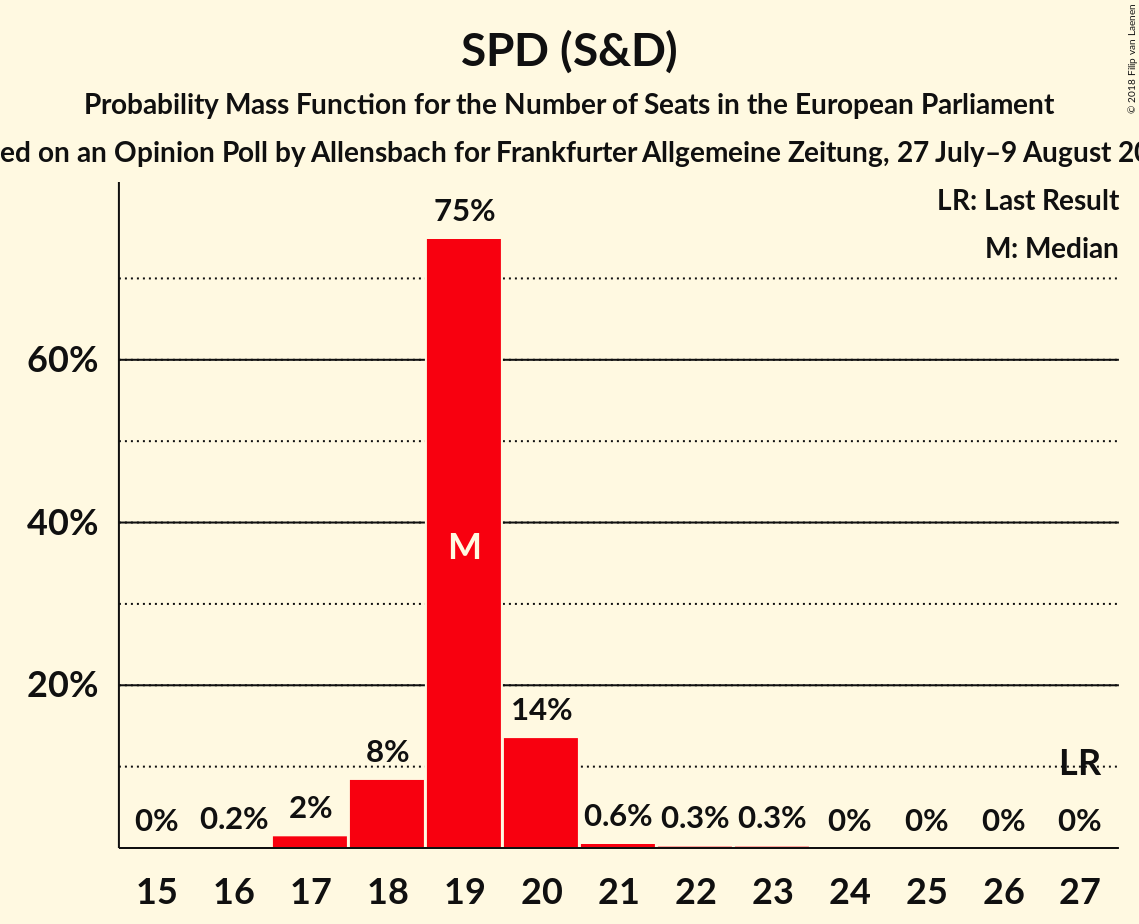 SPD (S&D)
Probability Mass Function for the Number of Seats in the European Parliament
on an Opinion Poll by Allensbach for Frankfurter Allgemeine Zeitung, 27 July–9 August
© 2018 Filip van Laenen
LR: Last Result
M: Median
75%
60%
40%
M
20%
14%
8%
LR
0% 0.2% 2% 0.6% 0.3% 0.3% 0% 0% 0% 0%
15 16 17 18 19 20 21 22 23 24 25 26 27